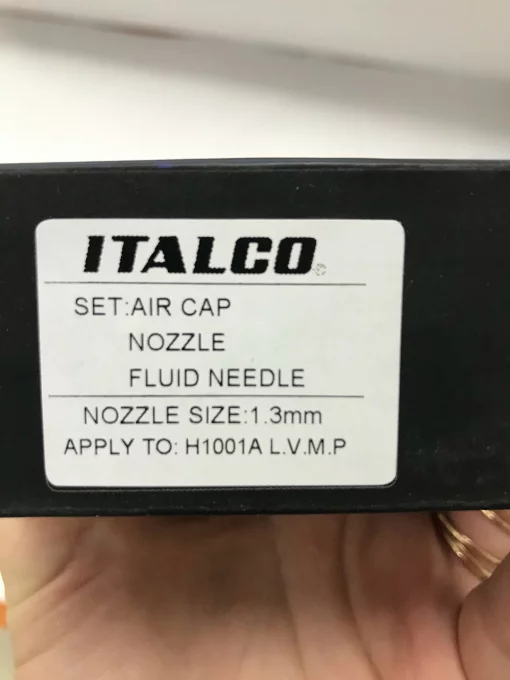 ITALCO
SET:AIR CAP
NOZZLE
FLUID NEEDLE
NOZZLE SIZE:1.3mm
APPLY TO: H1001A L.V.M.P